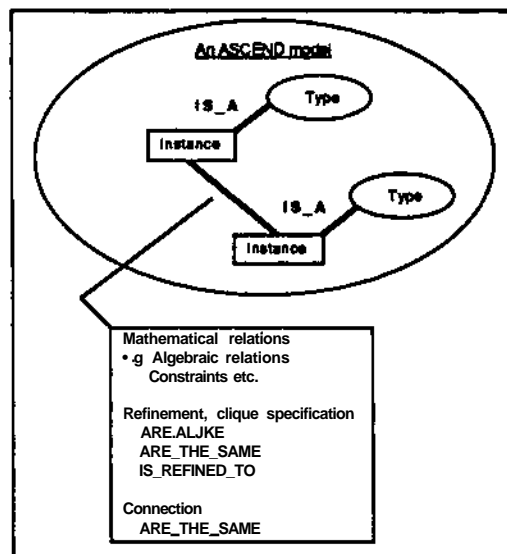 An ASCEND model
IS_A
Type
Instance
IS_A
Type
Instance
Mathematical relations
•.g Algebraic relations
Constraints etc.
Refinement, clique specification
ARE.ALJKE
ARE_THE_SAME
IS_REFINED_TO
Connection
ARE_THE_SAME